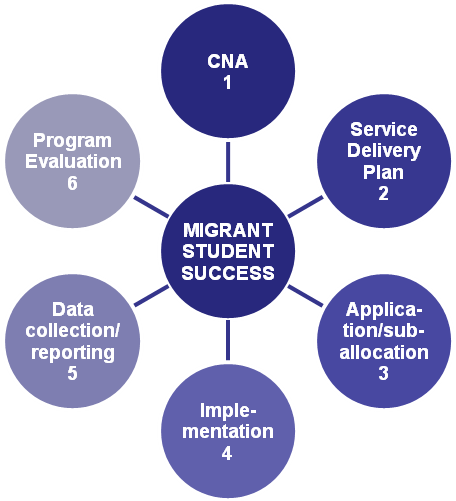 CNA
1
Service
Delivery
Plan
2
Applica-
tion/sub-
allocation
3
Imple-
mentation
4
Data
collection/
reporting
5
Program
Evaluation
6
MIGRANT
STUDENT
SUCCESS